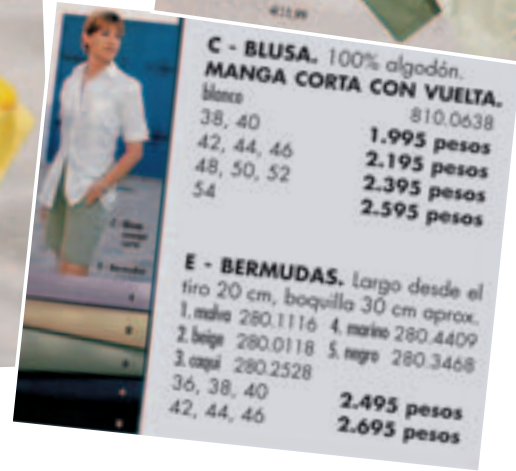 C - BLUSA. 100% algodón.
MANGA CORTA CON VUELTA.
blanco 810.0638
38, 40 1.995 pesos
42, 44, 46 2.195 pesos
48, 50, 52 2.395 pesos
54 2.595 pesos
E - BERMUDAS. Largo desde el
tiro 20 cm, boquilla 30 cm aprox.
1. malva 280.1116 4. marino 280.4409
2. beige 280.0118 5. negro 280.3468
3. caqui 280.2528
36, 38, 40 2.495 pesos
42, 44, 46 2.695 pesos